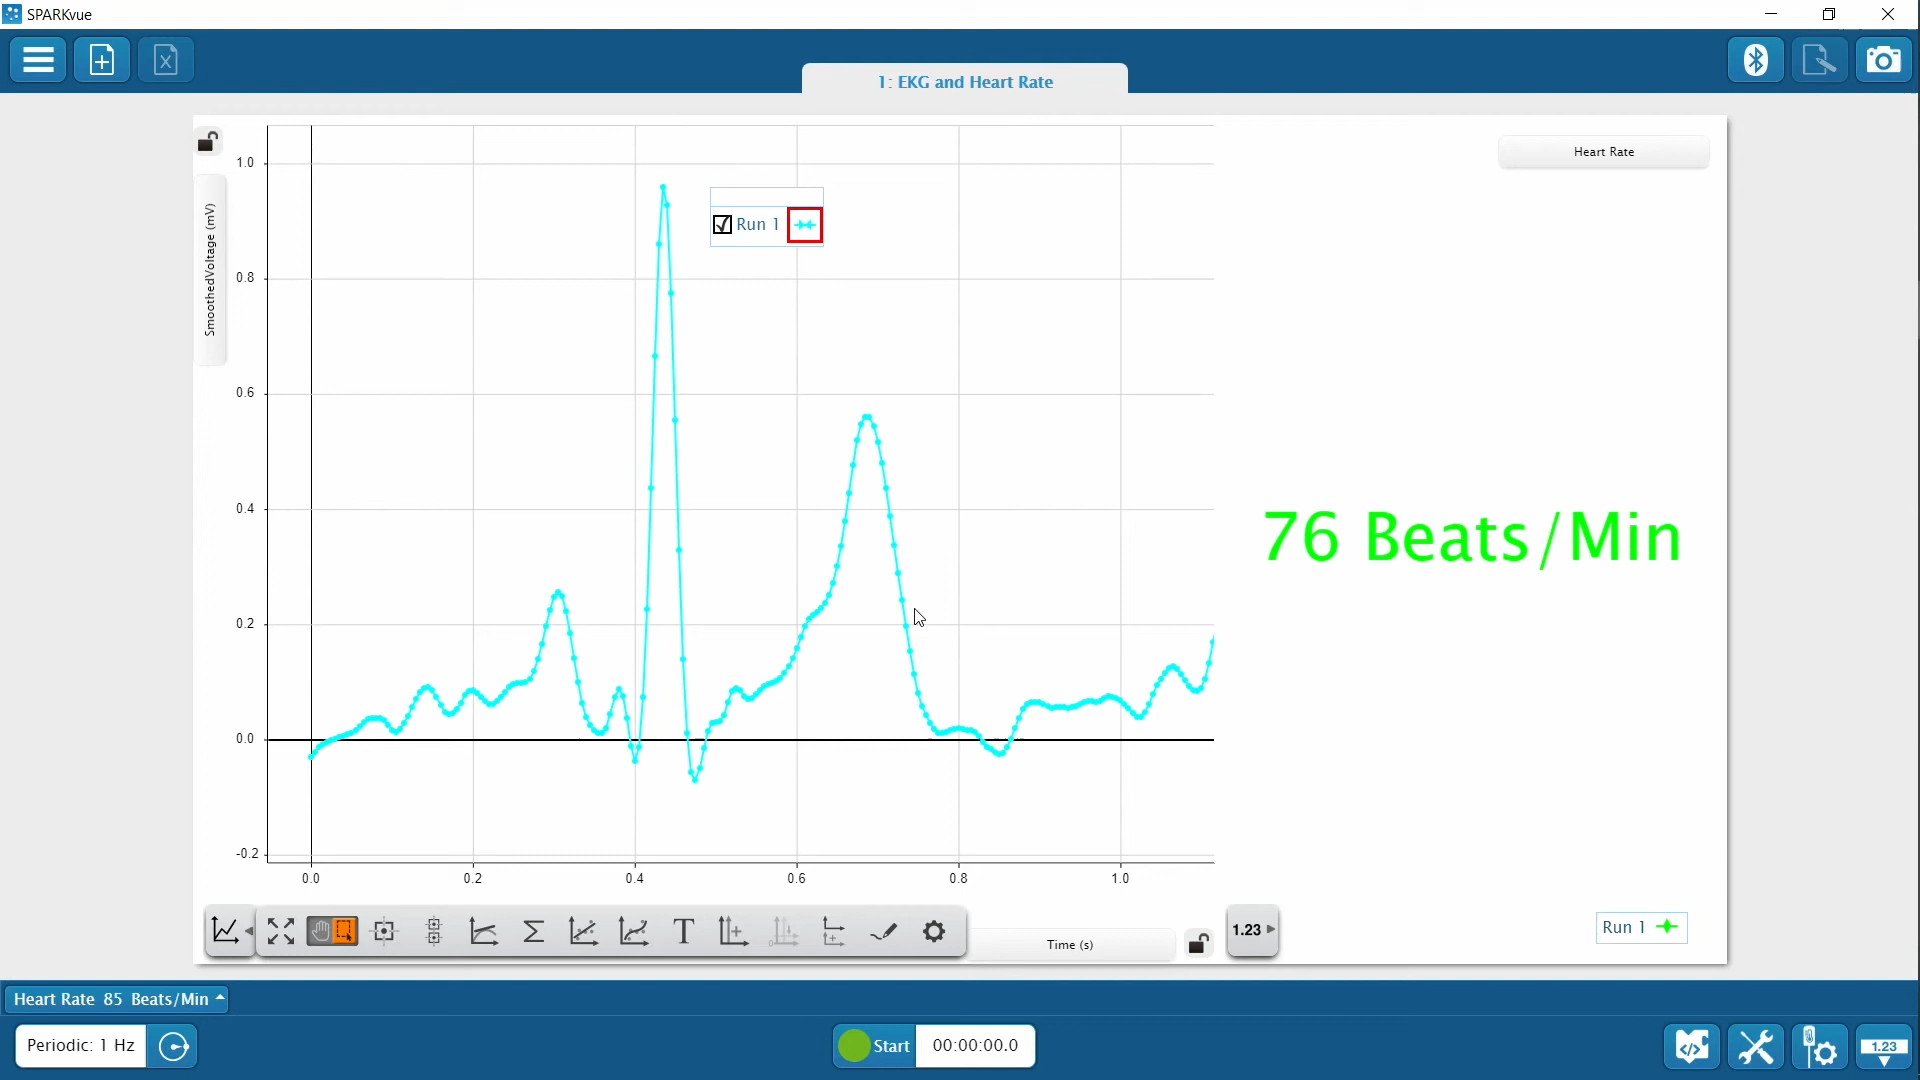 SPARKvue
1: EKG and Heart Rate
SmoothedVoltage (mV)
1.0
0.8
0.6
0.4
0.2
0.0
-0.2
0.0 0.2 0.4 0.6 0.8 1.0
Run 1
Heart Rate
76 Beats/Min
Run 1
T
Time (s)
1.23
Heart Rate 85 Beats/Min
Periodic: 1 Hz
Start 00:00:00.0
1.23